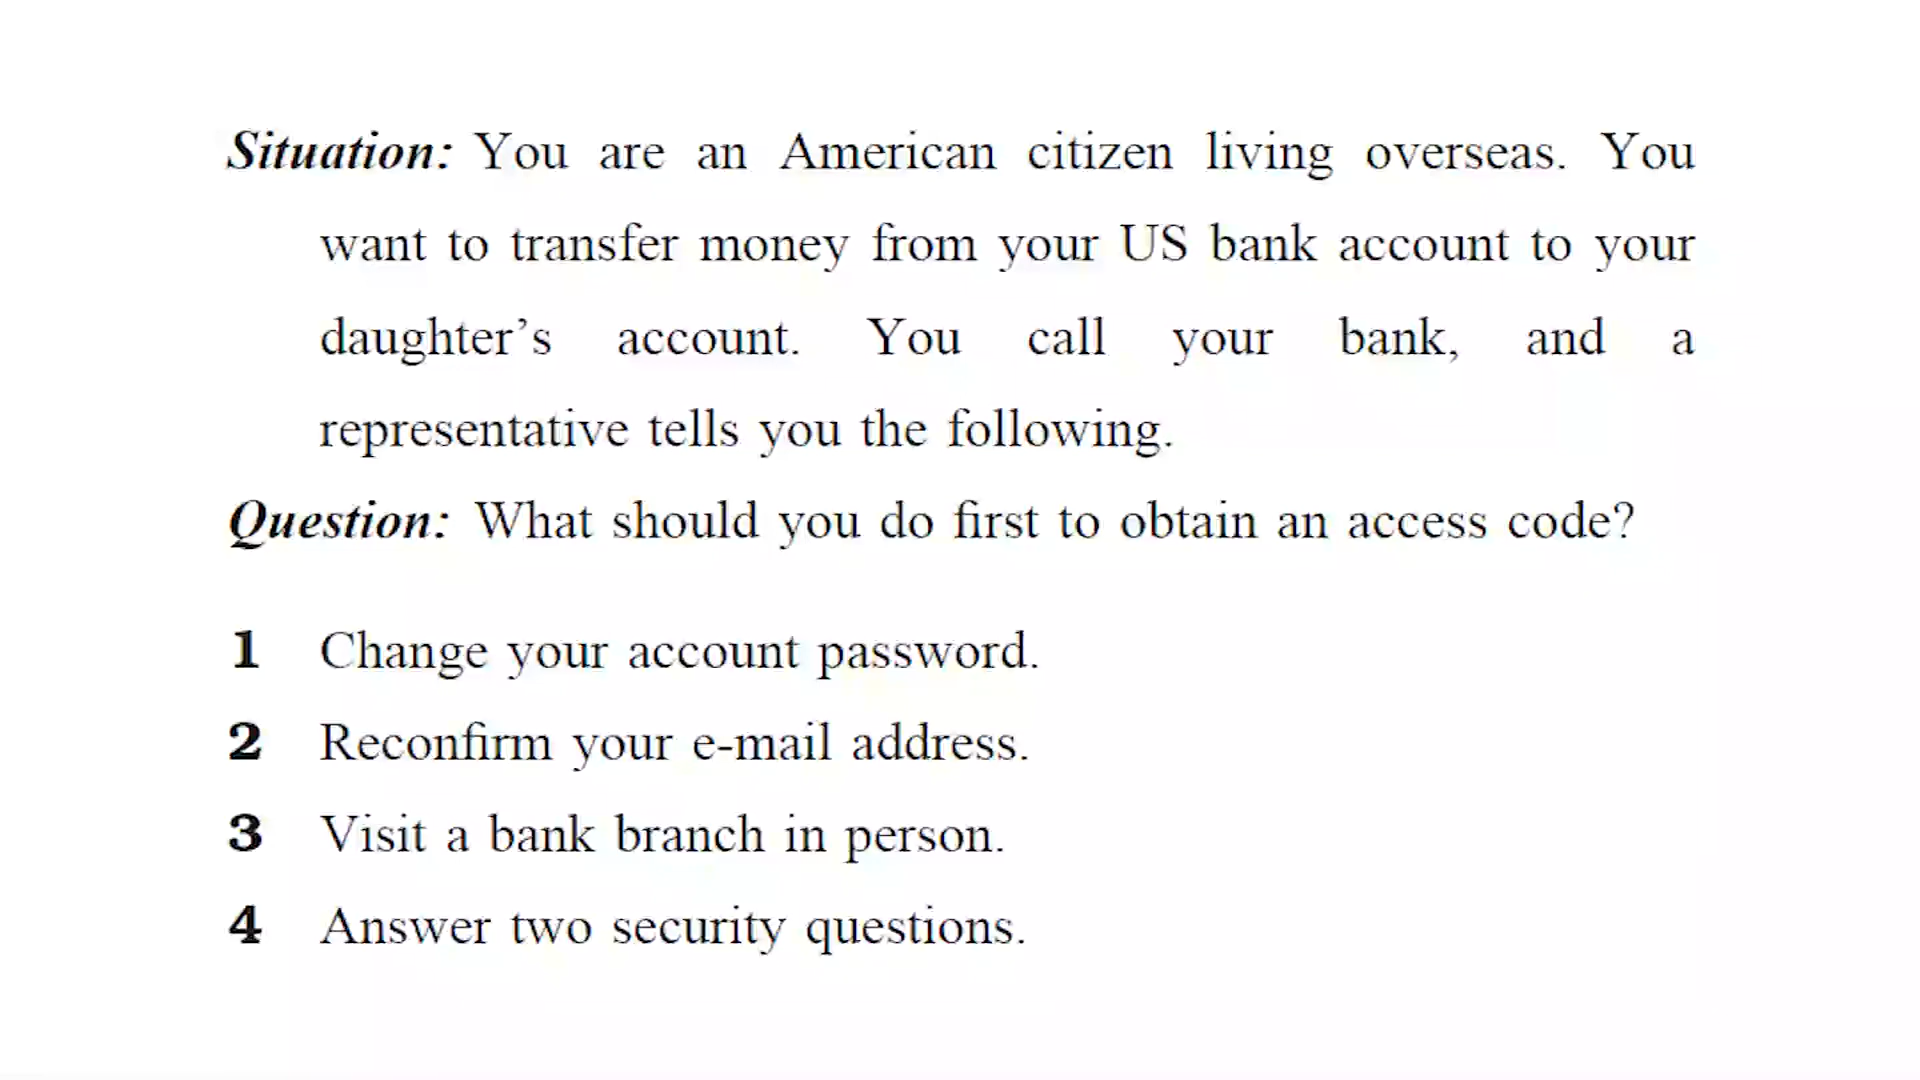 Situation: You are an American citizen living overseas. You
want to transfer money from your US bank account to your
daughter’s account. You call your bank, and a
representative tells you the following.
Question: What should you do first to obtain an access code?
1 Change your account password.
2 Reconfirm your e-mail address.
3 Visit a bank branch in person.
4 Answer two security questions.